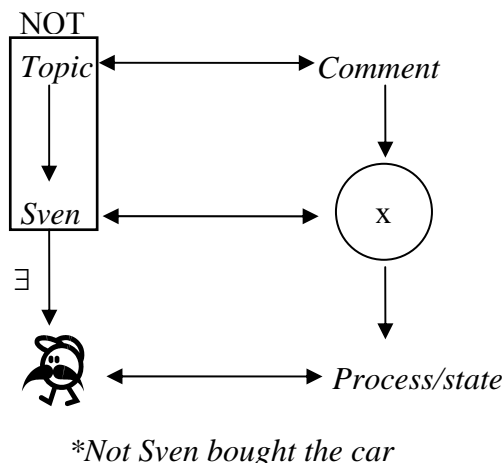 NOT
Topic Comment
Sven x
∃
Process/state
*Not Sven bought the car